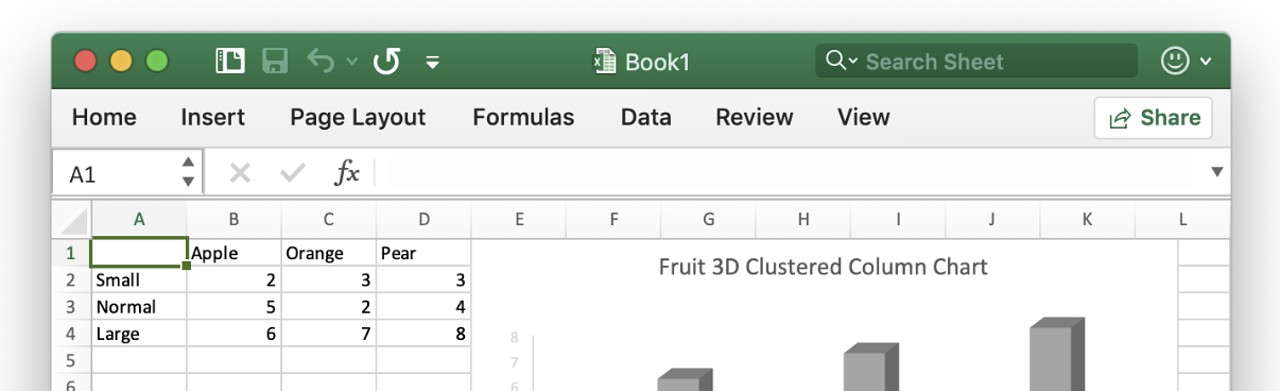 Book1
Search Sheet
Home Insert Page Layout Formulas Data Review View Share
A1 fx
A B C D E F G H I J K L
1 Apple Orange Pear
2 Small 2 3 3
3 Normal 5 2 4
4 Large 6 7 8
5
6
Fruit 3D Clustered Column Chart
8
7
6